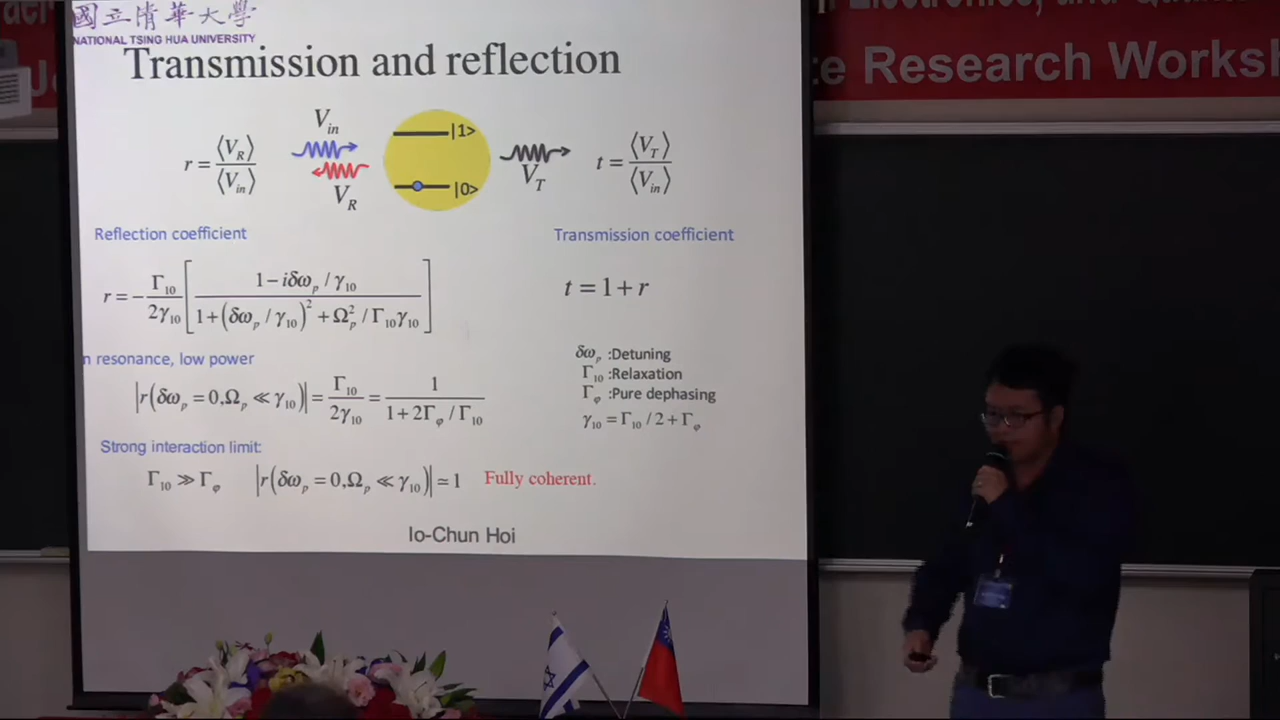 國立清華大學
NATIONAL TSING HUA UNIVERSITY
te Research Works
Transmission and reflection
r = ⟨V_R⟩ / ⟨V_in⟩
V_in
V_R
|1>
|0>
V_T
t = ⟨V_T⟩ / ⟨V_in⟩
Reflection coefficient
Transmission coefficient
r = − Γ₁₀ / 2γ₁₀ [ (1 − iδω_p / γ₁₀) / (1 + (δω_p / γ₁₀)² + Ω_p² / Γ₁₀γ₁₀) ]
t = 1 + r
n resonance, low power
|r(δω_p = 0, Ω_p ≪ γ₁₀)| = Γ₁₀ / 2γ₁₀ = 1 / (1 + 2Γ_φ / Γ₁₀)
δω_p :Detuning
Γ₁₀ :Relaxation
Γ_φ :Pure dephasing
γ₁₀ = Γ₁₀ / 2 + Γ_φ
Strong interaction limit:
Γ₁₀ ≫ Γ_φ |r(δω_p = 0, Ω_p ≪ γ₁₀)| ≃ 1 Fully coherent.
Io-Chun Hoi